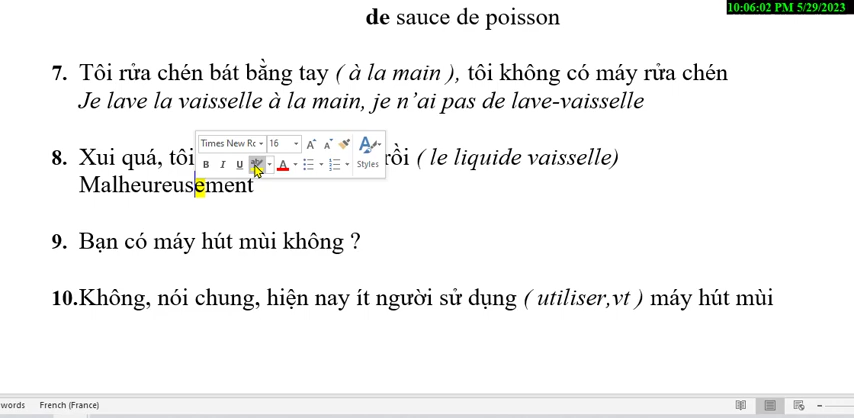 10:06:02 PM 5/29/2023
de sauce de poisson
7. Tôi rửa chén bát bằng tay ( à la main ), tôi không có máy rửa chén
Je lave la vaisselle à la main, je n'ai pas de lave-vaisselle
Times New Rc 16
B I U aby A Styles
8. Xui quá, tôi rồi ( le liquide vaisselle)
Malheureusement
9. Bạn có máy hút mùi không ?
10.Không, nói chung, hiện nay ít người sử dụng ( utiliser,vt ) máy hút mùi
words French (France)